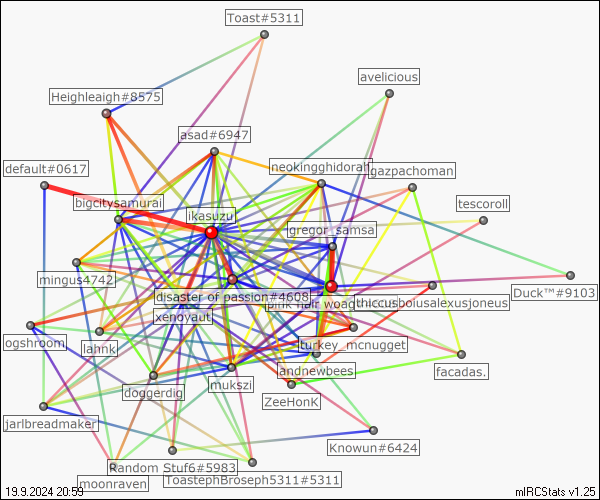 Toast#5311
avelicious
Heighleaigh#8575
asad#6947
default#0617
neokingghidorah
gazpachoman
bigcitysamurai
tescoroll
ikasuzu
gregor_samsa
mingus4742
Duck™#9103
disaster of passion#4608
pink hair woag
thiccusboiusalexusjoneus
xenoyaut
ogshroom
lahnk
turkey_mcnugget
landnewbees
facadas.
doggerdig
mukszi
ZeeHonK
jarlbreadmaker
Knowun#6424
Random Stuf6#5983
ToastephBroseph5311#5311
moonraven
19.9.2024 20:59
mIRCStats v1.25